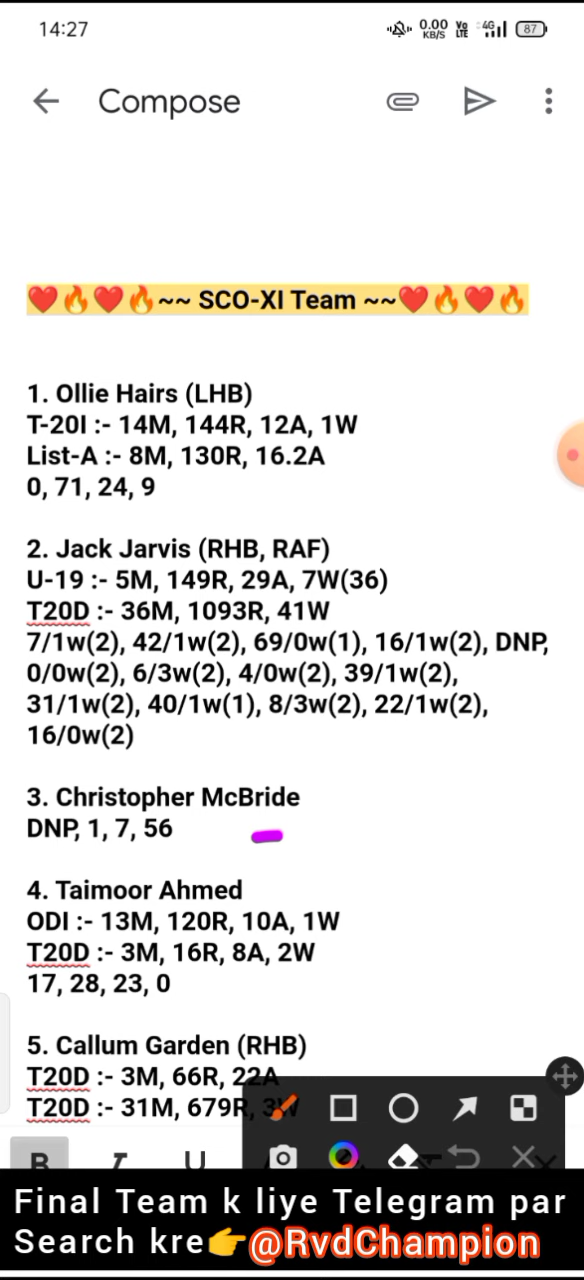 14:27
0.00 KB/S Vo LTE 4G 87
Compose
❤️🔥❤️🔥~~ SCO-XI Team ~~❤️🔥❤️🔥
1. Ollie Hairs (LHB)
T-20I :- 14M, 144R, 12A, 1W
List-A :- 8M, 130R, 16.2A
0, 71, 24, 9
2. Jack Jarvis (RHB, RAF)
U-19 :- 5M, 149R, 29A, 7W(36)
T20D :- 36M, 1093R, 41W
7/1w(2), 42/1w(2), 69/0w(1), 16/1w(2), DNP,
0/0w(2), 6/3w(2), 4/0w(2), 39/1w(2),
31/1w(2), 40/1w(1), 8/3w(2), 22/1w(2),
16/0w(2)
3. Christopher McBride
DNP, 1, 7, 56
4. Taimoor Ahmed
ODI :- 13M, 120R, 10A, 1W
T20D :- 3M, 16R, 8A, 2W
17, 28, 23, 0
5. Callum Garden (RHB)
T20D :- 3M, 66R, 22A
T20D :- 31M, 679R, 3W
B I U
Final Team k liye Telegram par
Search kre👉@RvdChampion